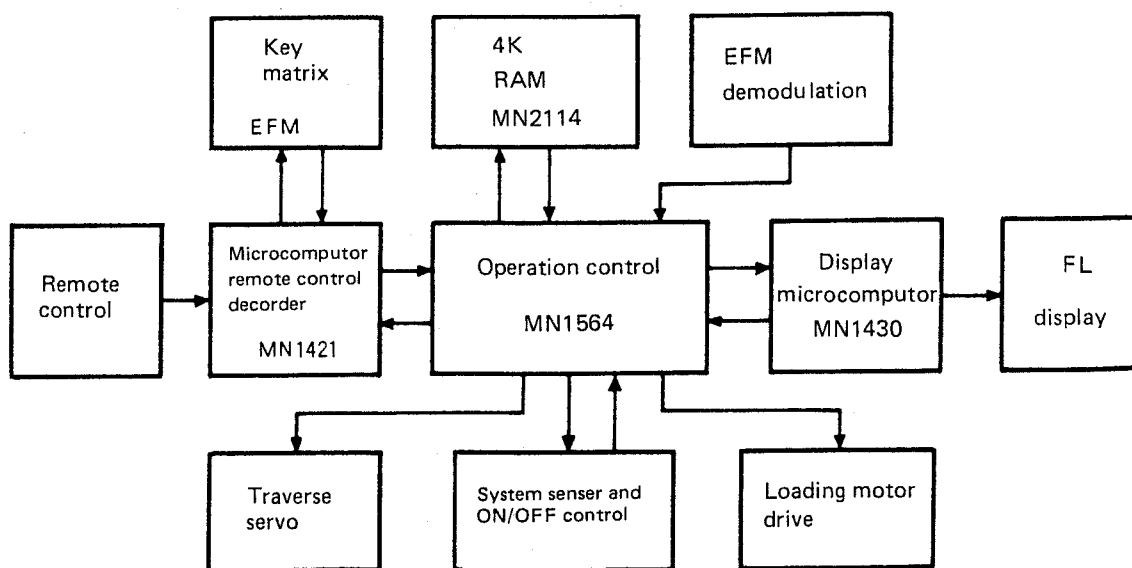 Key
matrix
EFM
4K
RAM
MN2114
EFM
demodulation
Remote
control
Microcomputor
remote control
decorder
MN1421
Operation control
MN1564
Display
microcomputor
MN1430
FL
display
Traverse
servo
System senser and
ON/OFF control
Loading motor
drive